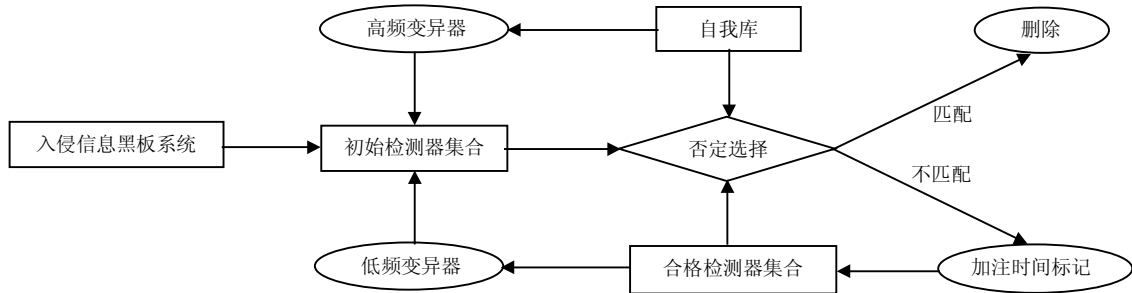 高频变异器
自我库
删除
匹配
入侵信息黑板系统
初始检测器集合
否定选择
不匹配
低频变异器
合格检测器集合
加注时间标记